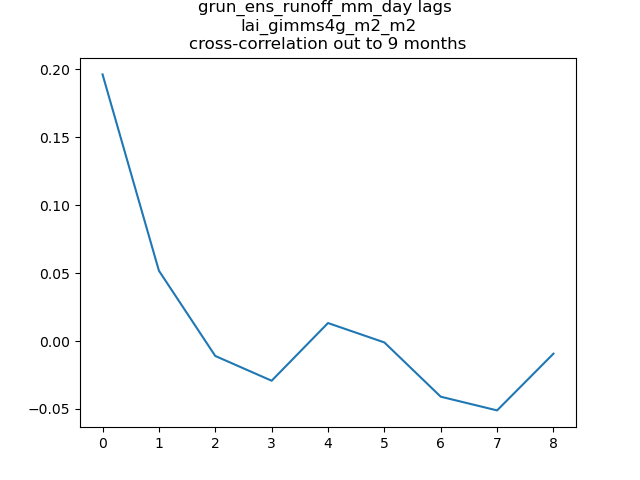 grun_ens_runoff_mm_day lags
lai_gimms4g_m2_m2
cross-correlation out to 9 months
0.20
0.15
0.10
0.05
0.00
−0.05
0 1 2 3 4 5 6 7 8